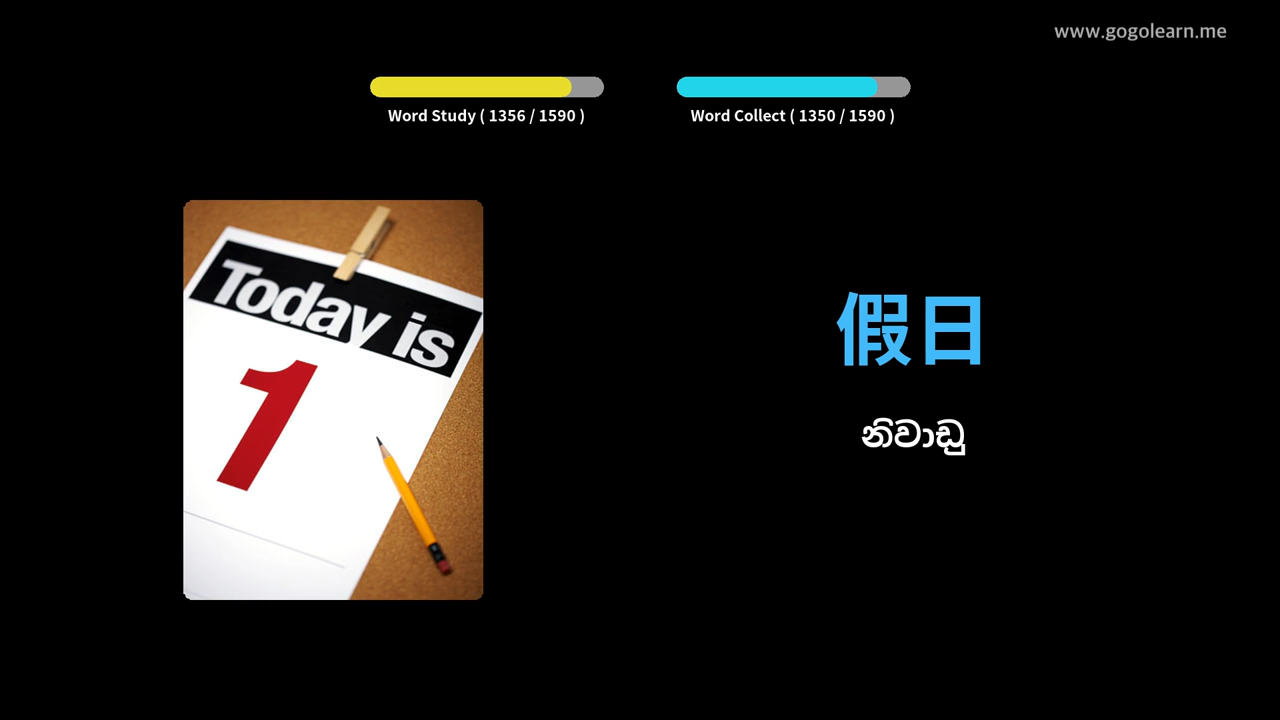 www.gogolearn.me
Word Study ( 1356 / 1590 )
Word Collect ( 1350 / 1590 )
Today is
1
假日
නිවාඩු